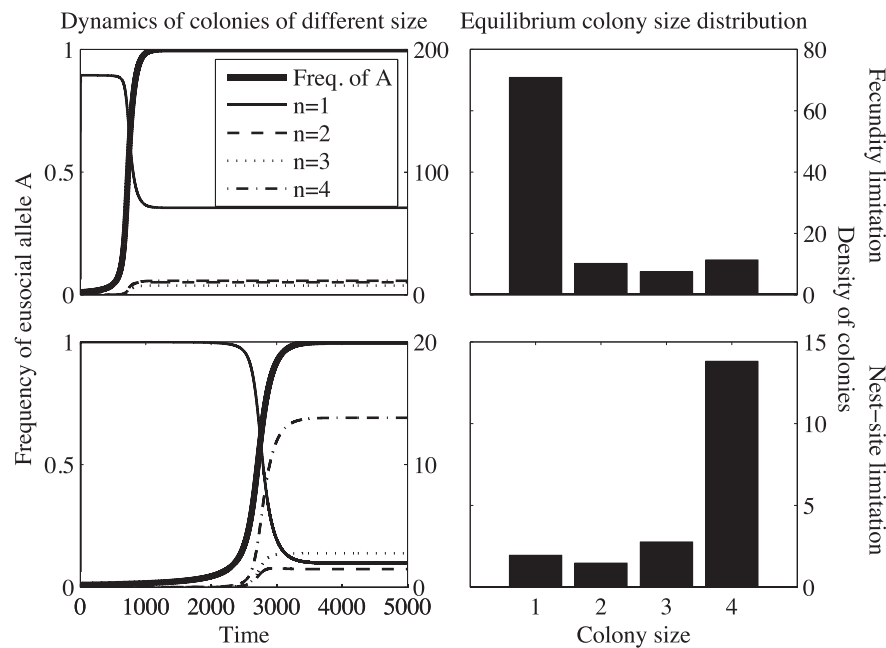 Dynamics of colonies of different size
Equilibrium colony size distribution
1
0.5
0
200
100
0
Freq. of A
n=1
n=2
n=3
n=4
80
60
40
20
0
Fecundity limitation
Frequency of eusocial allele A
Density of colonies
1
0.5
0
20
10
0
0 1000 2000 3000 4000 5000
Time
15
10
5
0
Nest-site limitation
1 2 3 4
Colony size